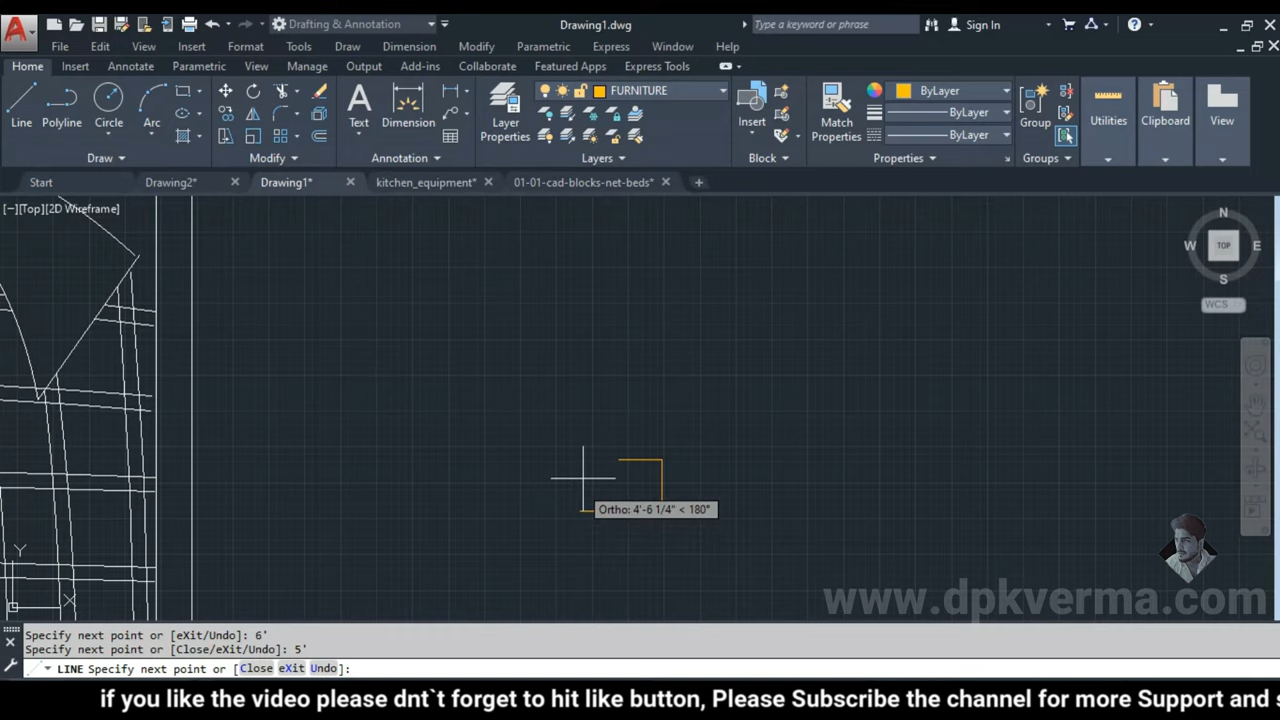 Drafting & Annotation
Drawing1.dwg
Type a keyword or phrase
Sign In
File Edit View Insert Format Tools Draw Dimension Modify Parametric Express Window Help
Home Insert Annotate Parametric View Manage Output Add-ins Collaborate Featured Apps Express Tools
FURNITURE
ByLayer
Line Polyline Circle Arc
Text Dimension
Layer Properties
Insert
Match Properties
ByLayer
ByLayer
Group
Utilities
Clipboard
View
Draw Modify Annotation Layers Block Properties Groups
Start Drawing2* Drawing1* kitchen_equipment* 01-01-cad-blocks-net-beds*
[−][Top][2D Wireframe]
N
W TOP E
S
WCS
Ortho: 4'-6 1/4" < 180°
Y
X
www.dpkverma.com
Specify next point or [eXit/Undo]: 6'
Specify next point or [Close/eXit/Undo]: 5'
LINE Specify next point or [Close eXit Undo]:
if you like the video please dnt`t forget to hit like button, Please Subscribe the channel for more Support and s